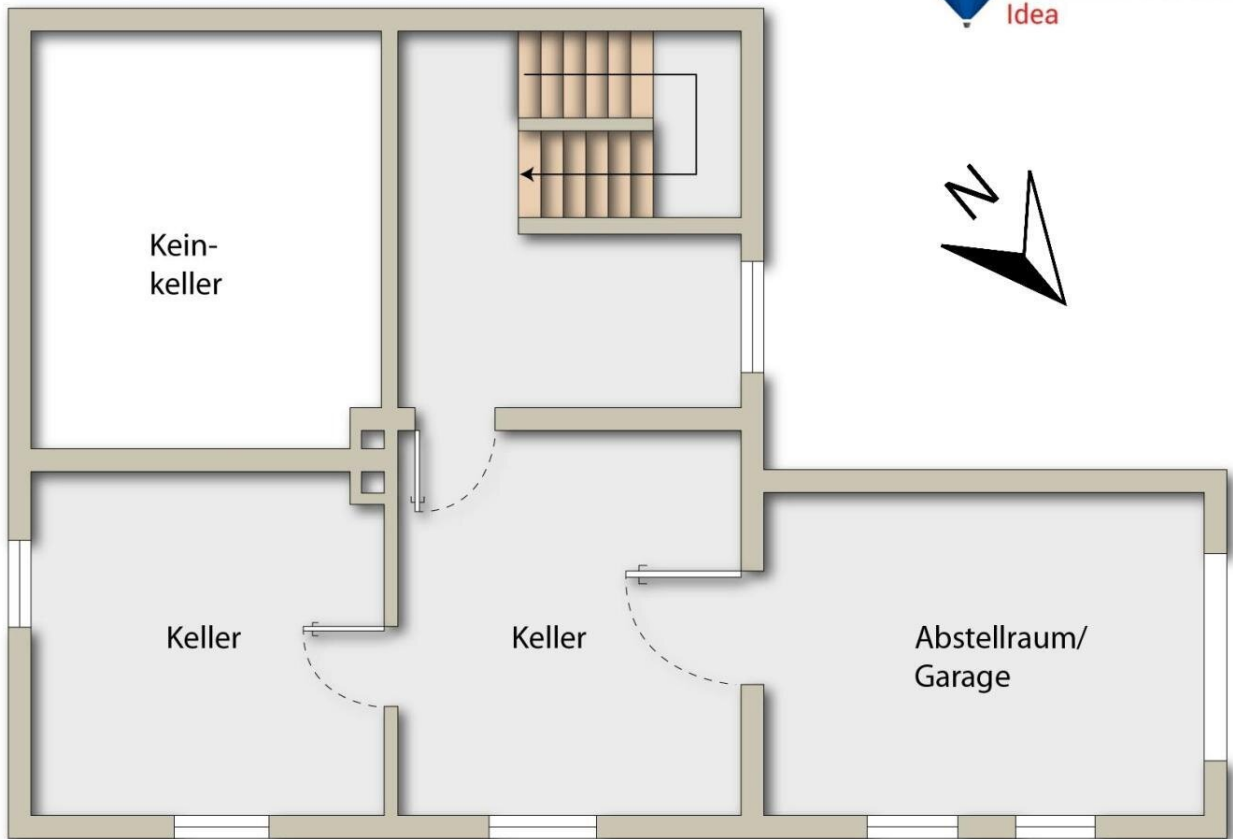 Idea
N
Kein-
keller
Keller
Keller
Abstellraum/
Garage